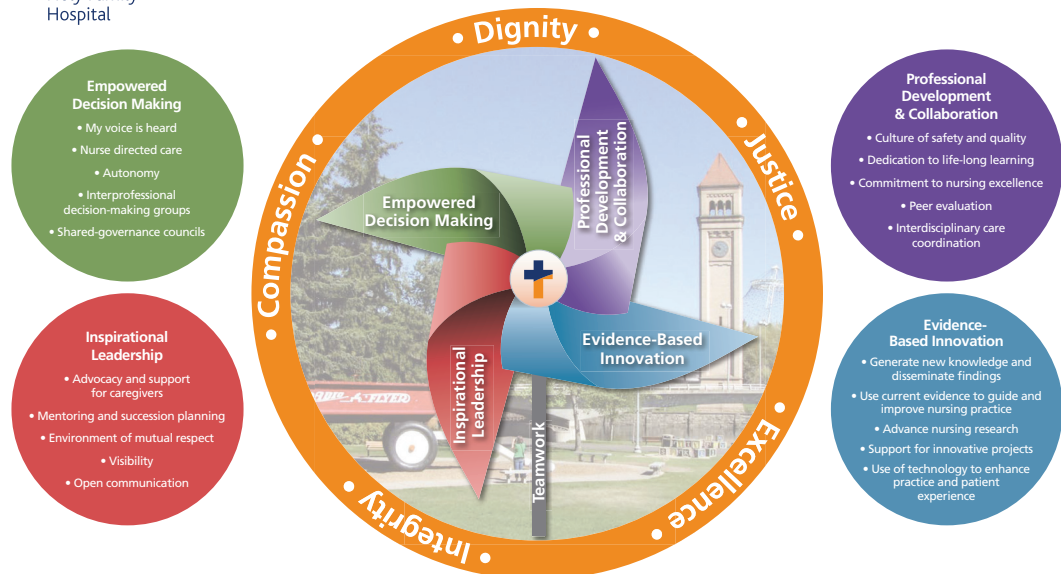 Hospital
• Dignity •
Justice •
• Excellence •
• Integrity •
• Compassion •
Empowered
Decision Making
• My voice is heard
• Nurse directed care
• Autonomy
• Interprofessional
decision-making groups
• Shared-governance councils
Inspirational
Leadership
• Advocacy and support
for caregivers
• Mentoring and succession planning
• Environment of mutual respect
• Visibility
• Open communication
Empowered
Decision Making
Professional
Development
& Collaboration
Evidence-Based
Innovation
Inspirational
Leadership
Teamwork
Professional
Development
& Collaboration
• Culture of safety and quality
• Dedication to life-long learning
• Commitment to nursing excellence
• Peer evaluation
• Interdisciplinary care
coordination
Evidence-
Based Innovation
• Generate new knowledge and
disseminate findings
• Use current evidence to guide and
improve nursing practice
• Advance nursing research
• Support for innovative projects
• Use of technology to enhance
practice and patient
experience